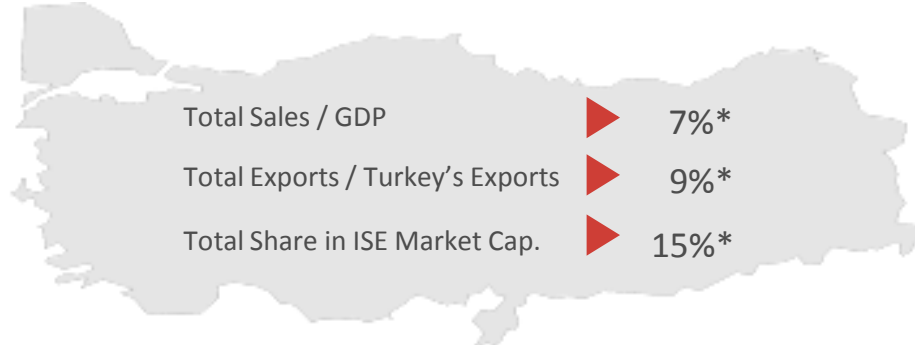 Total Sales / GDP 7%*
Total Exports / Turkey's Exports 9%*
Total Share in ISE Market Cap. 15%*